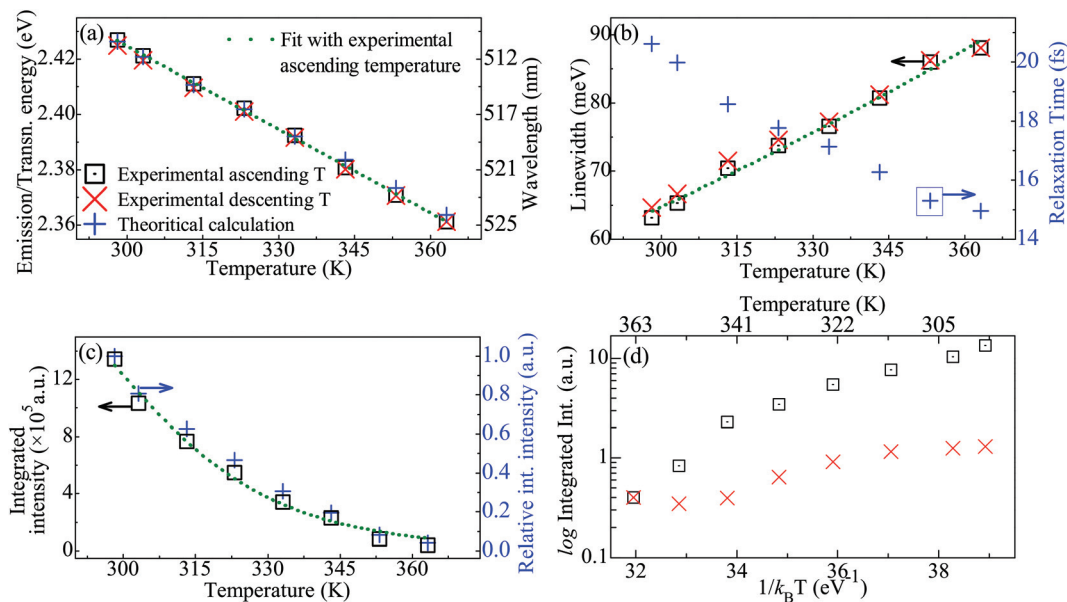 (a)
Fit with experimental
ascending temperature
Experimental ascending T
Experimental descenting T
Theoritical calculation
Emission/Transn. energy (eV)
2.42
2.40
2.38
2.36
Wavelength (nm)
512
517
521
525
300 315 330 345 360
Temperature (K)
(b)
Linewidth (meV)
90
80
70
60
Relaxation Time (fs)
20
18
16
14
300 315 330 345 360
Temperature (K)
(c)
Integrated
intensity (×10⁵ a.u.)
12
8
4
0
Relative int. intensity (a.u.)
1.0
0.8
0.6
0.4
0.2
0.0
300 315 330 345 360
Temperature (K)
Temperature (K)
363 341 322 305
(d)
log Integrated Int. (a.u.)
10
1
0.1
32 34 36 38
1/k_BT (eV⁻¹)